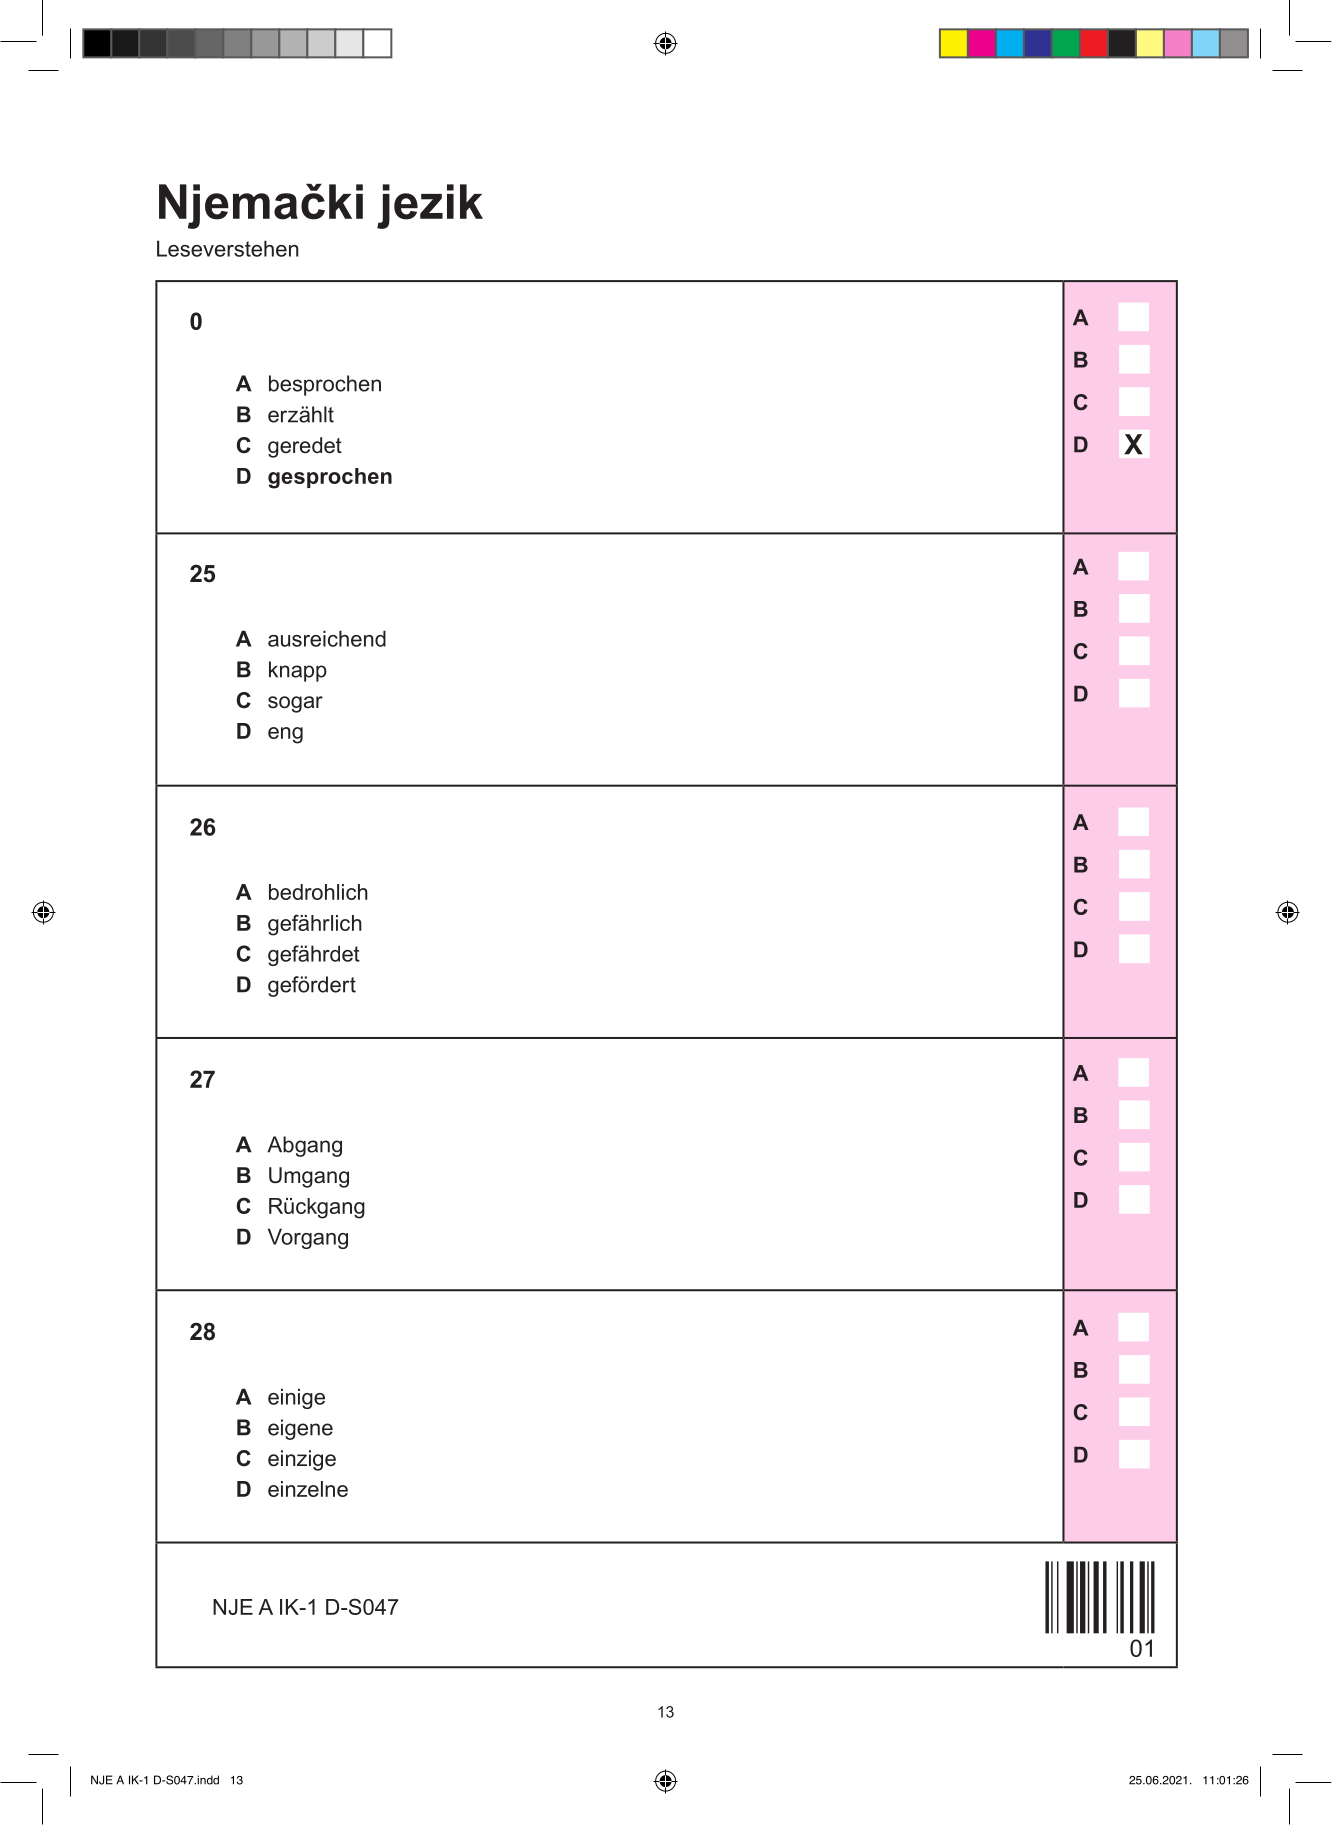 Njemački jezik
Leseverstehen
0
A besprochen
B erzählt
C geredet
D gesprochen
A
B
C
D X
25
A ausreichend
B knapp
C sogar
D eng
A
B
C
D
26
A bedrohlich
B gefährlich
C gefährdet
D gefördert
A
B
C
D
27
A Abgang
B Umgang
C Rückgang
D Vorgang
A
B
C
D
28
A einige
B eigene
C einzige
D einzelne
A
B
C
D
NJE A IK-1 D-S047
01
13
NJE A IK-1 D-S047.indd 13
25.06.2021. 11:01:26